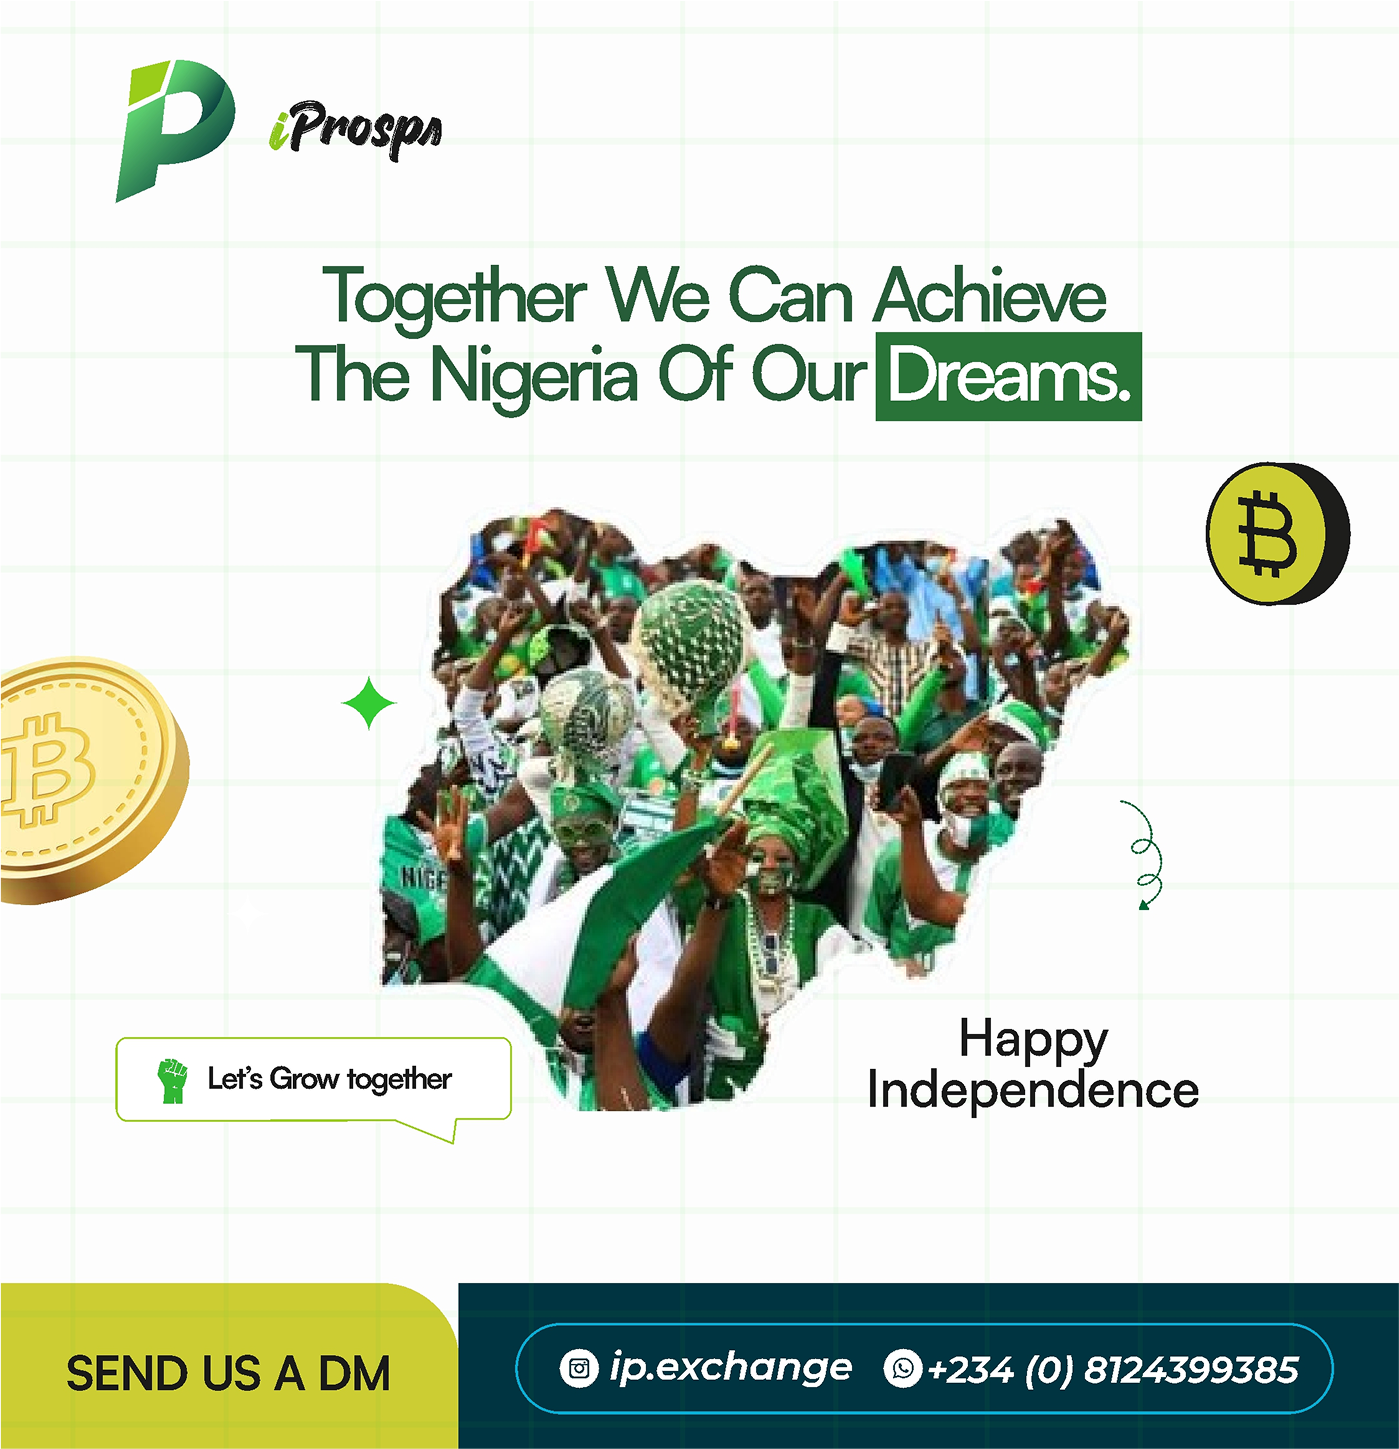 iProspa
Together We Can Achieve
The Nigeria Of Our Dreams.
NIGE
Let's Grow together
Happy
Independence
SEND US A DM
ip.exchange
+234 (0) 8124399385